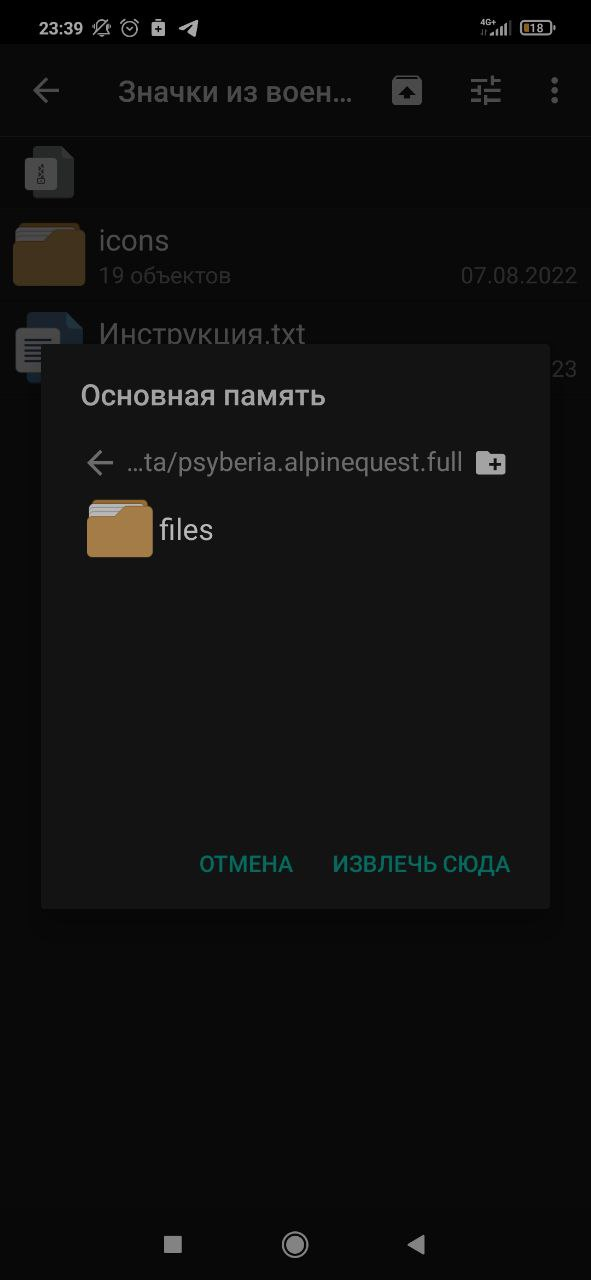 23:39
4G+
18
Значки из воен...
icons
19 объектов
07.08.2022
Инструкция.txt
23
Основная память
...ta/psyberia.alpinequest.full
files
ОТМЕНА
ИЗВЛЕЧЬ СЮДА